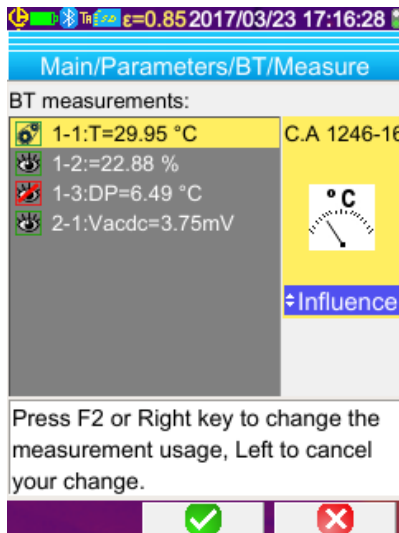 ε=0.85 2017/03/23 17:16:28
Main/Parameters/BT/Measure
BT measurements:
1-1:T=29.95 °C
C.A 1246-16
1-2:=22.88 %
1-3:DP=6.49 °C
°C
2-1:Vacdc=3.75mV
Influence
Press F2 or Right key to change the
measurement usage, Left to cancel
your change.